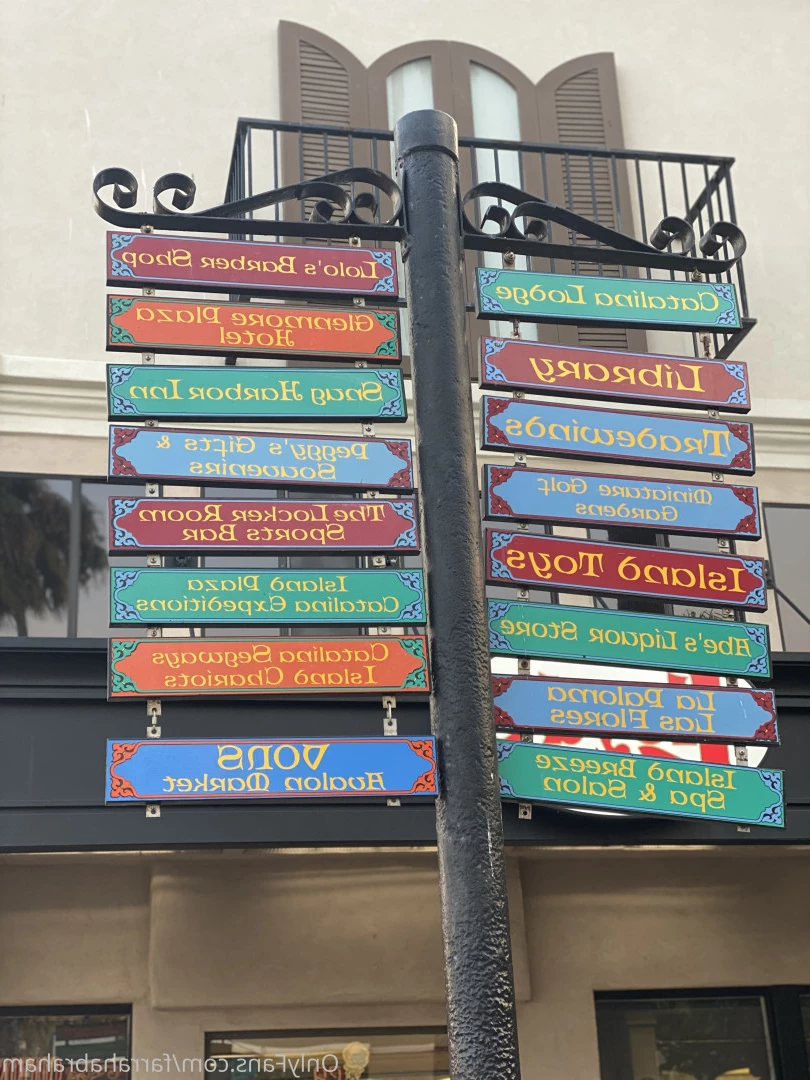 Lolo's Barber Shop
Glenmore Plaza
Hotel
Snug Harbor Inn
Peggy's Gifts &
Souvenirs
The Locker Room
Sports Bar
Island Plaza
Catalina Expeditions
Catalina Segways
Island Chariots
VONS
Avalon Market
Catalina Lodge
Library
Tradewinds
Miniature Golf
Gardens
Island Toys
Abe's Liquor Store
La Paloma
Las Flores
Island Breeze
Spa & Salon
OnlyFans.com/farrahabraham